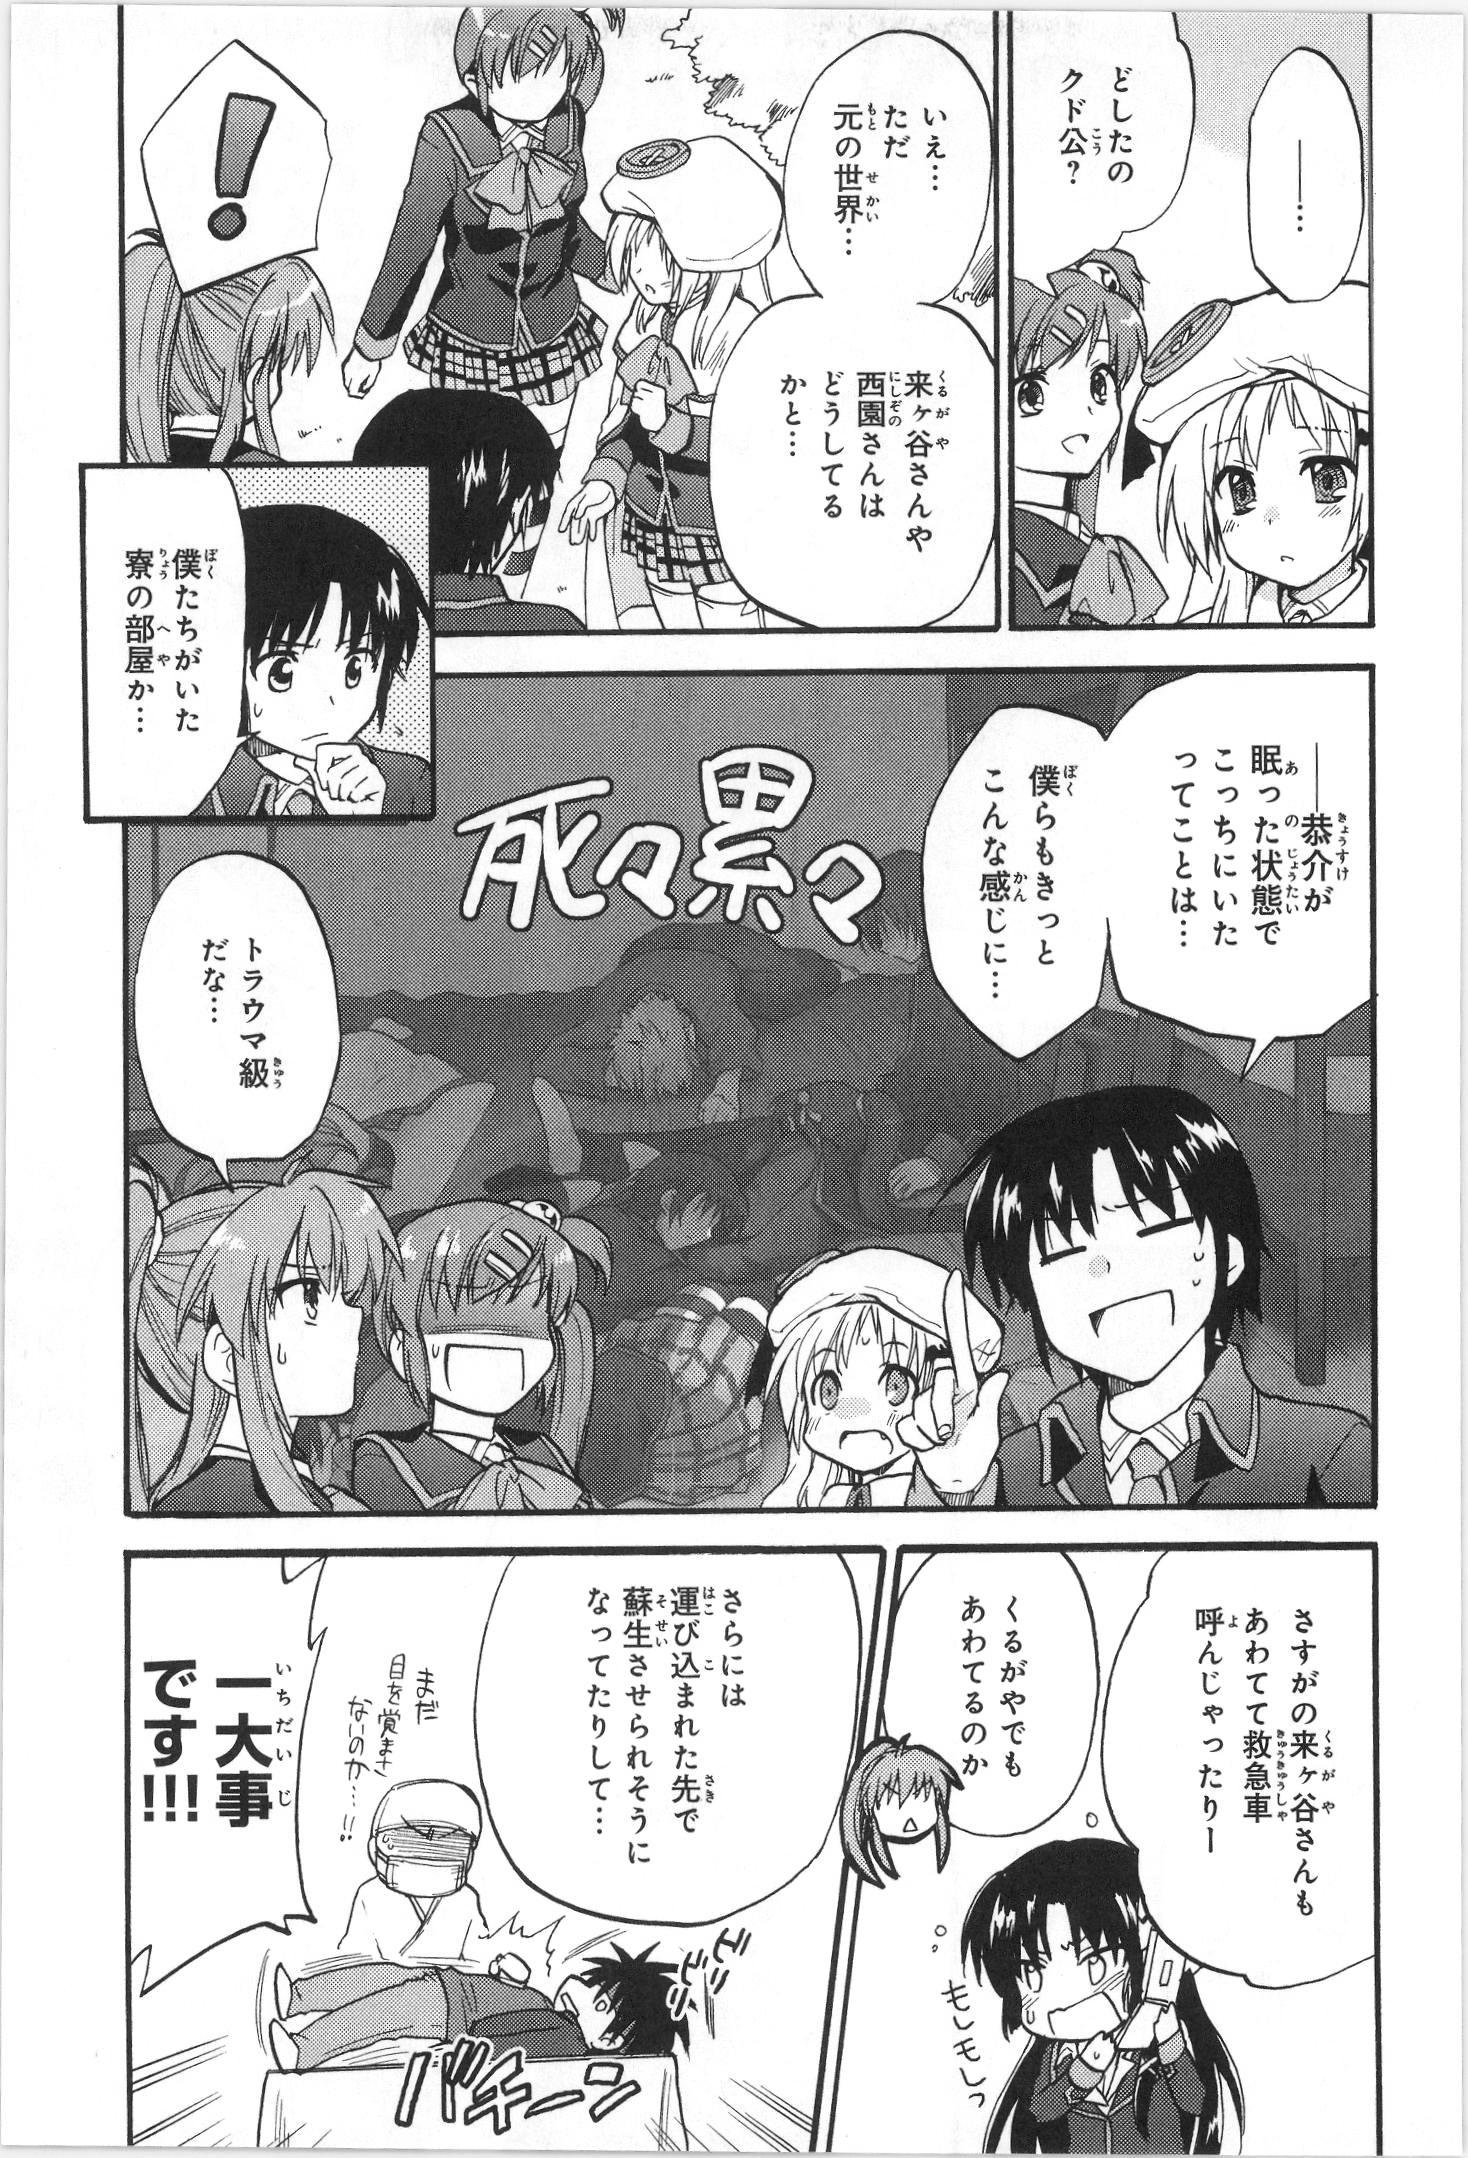 ――…
どしたの
クド公?
いえ…
ただ
元の世界…
来ヶ谷さんや
西園さんは
どうしてる
かと…
!
僕たちがいた
寮の部屋か…
――恭介が
眠った状態で
こっちにいた
ってことは…
僕らもきっと
こんな感じに…
死々累々
トラウマ級
だな…
さすがの来ヶ谷さんも
あわてて救急車
呼んじゃったりー
くるがやでも
あわてるのか
もしもしっ
さらには
運び込まれた先で
蘇生させられそうに
なってたりして…
まだ
目を覚まさ
ないのか…!!
ビリビリ
バチーン
一大事
です!!!